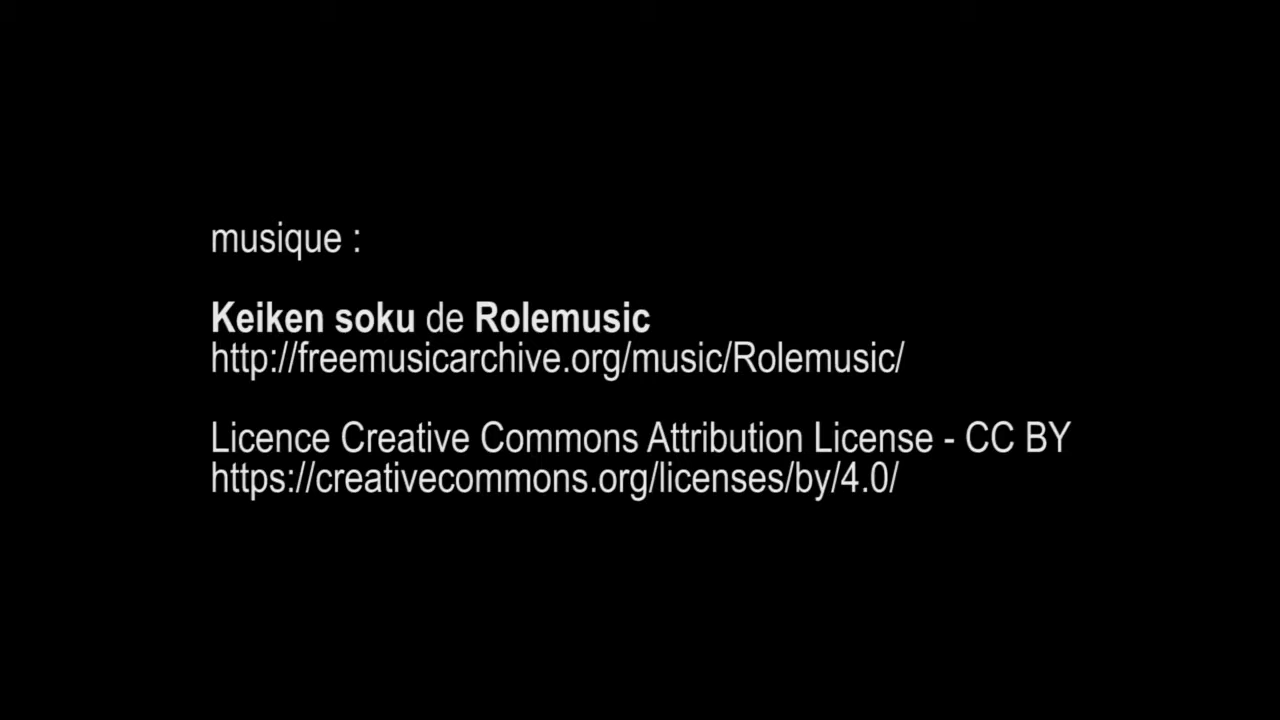 musique :
Keiken soku de Rolemusic
http://freemusicarchive.org/music/Rolemusic/
Licence Creative Commons Attribution License - CC BY
https://creativecommons.org/licenses/by/4.0/